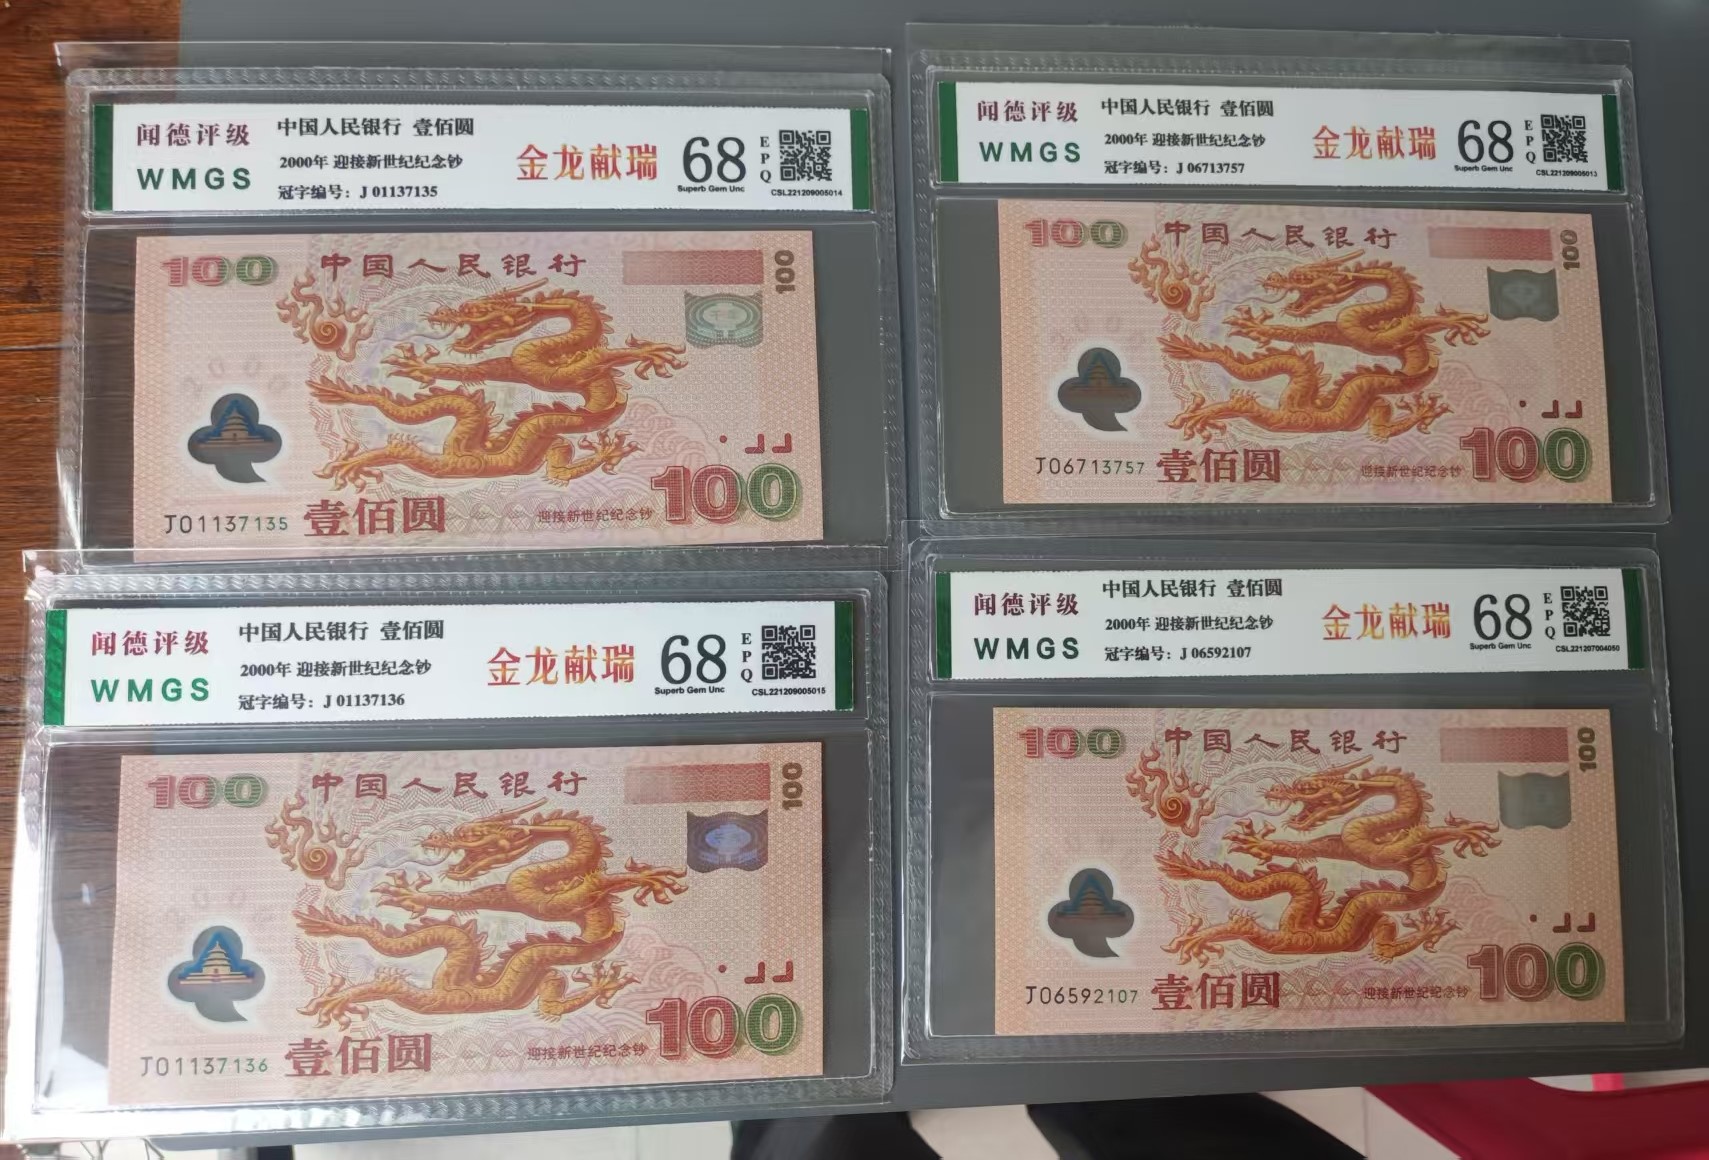 闻德评级
WMGS
中国人民银行 壹佰圆
2000年 迎接新世纪纪念钞
冠字编号：J 01137135
金龙献瑞
68
EPQ
Superb Gem Unc
CSL221209005014
100
中国人民银行
100
2000
J01137135
壹佰圆
迎接新世纪纪念钞
100
闻德评级
WMGS
中国人民银行 壹佰圆
2000年 迎接新世纪纪念钞
冠字编号：J 06713757
金龙献瑞
68
EPQ
Superb Gem Unc
CSL221209005013
100
中国人民银行
100
J06713757
壹佰圆
迎接新世纪纪念钞
100
闻德评级
WMGS
中国人民银行 壹佰圆
2000年 迎接新世纪纪念钞
冠字编号：J 01137136
金龙献瑞
68
EPQ
Superb Gem Unc
CSL221209005015
100
中国人民银行
100
2000
J01137136
壹佰圆
迎接新世纪纪念钞
100
闻德评级
WMGS
中国人民银行 壹佰圆
2000年 迎接新世纪纪念钞
冠字编号：J 06592107
金龙献瑞
68
EPQ
Superb Gem Unc
CSL221207004050
100
中国人民银行
100
J06592107
壹佰圆
迎接新世纪纪念钞
100